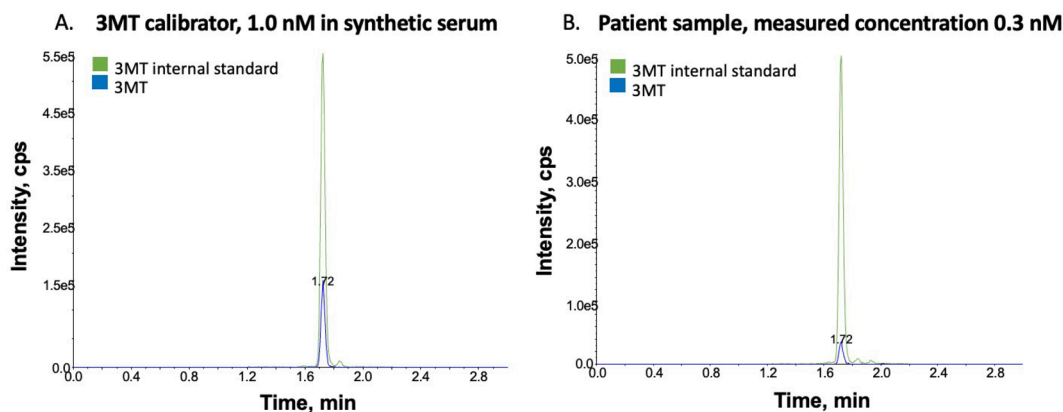 A. 3MT calibrator, 1.0 nM in synthetic serum
5.5e5
3MT internal standard
3MT
4.5e5
3.5e5
2.5e5
1.5e5
0.0
1.72
0.0 0.4 0.8 1.2 1.6 2.0 2.4 2.8
Intensity, cps
Time, min
B. Patient sample, measured concentration 0.3 nM
5.0e5
3MT internal standard
3MT
4.0e5
3.0e5
2.0e5
1.0e5
0.0
1.72
0.0 0.4 0.8 1.2 1.6 2.0 2.4 2.8
Intensity, cps
Time, min